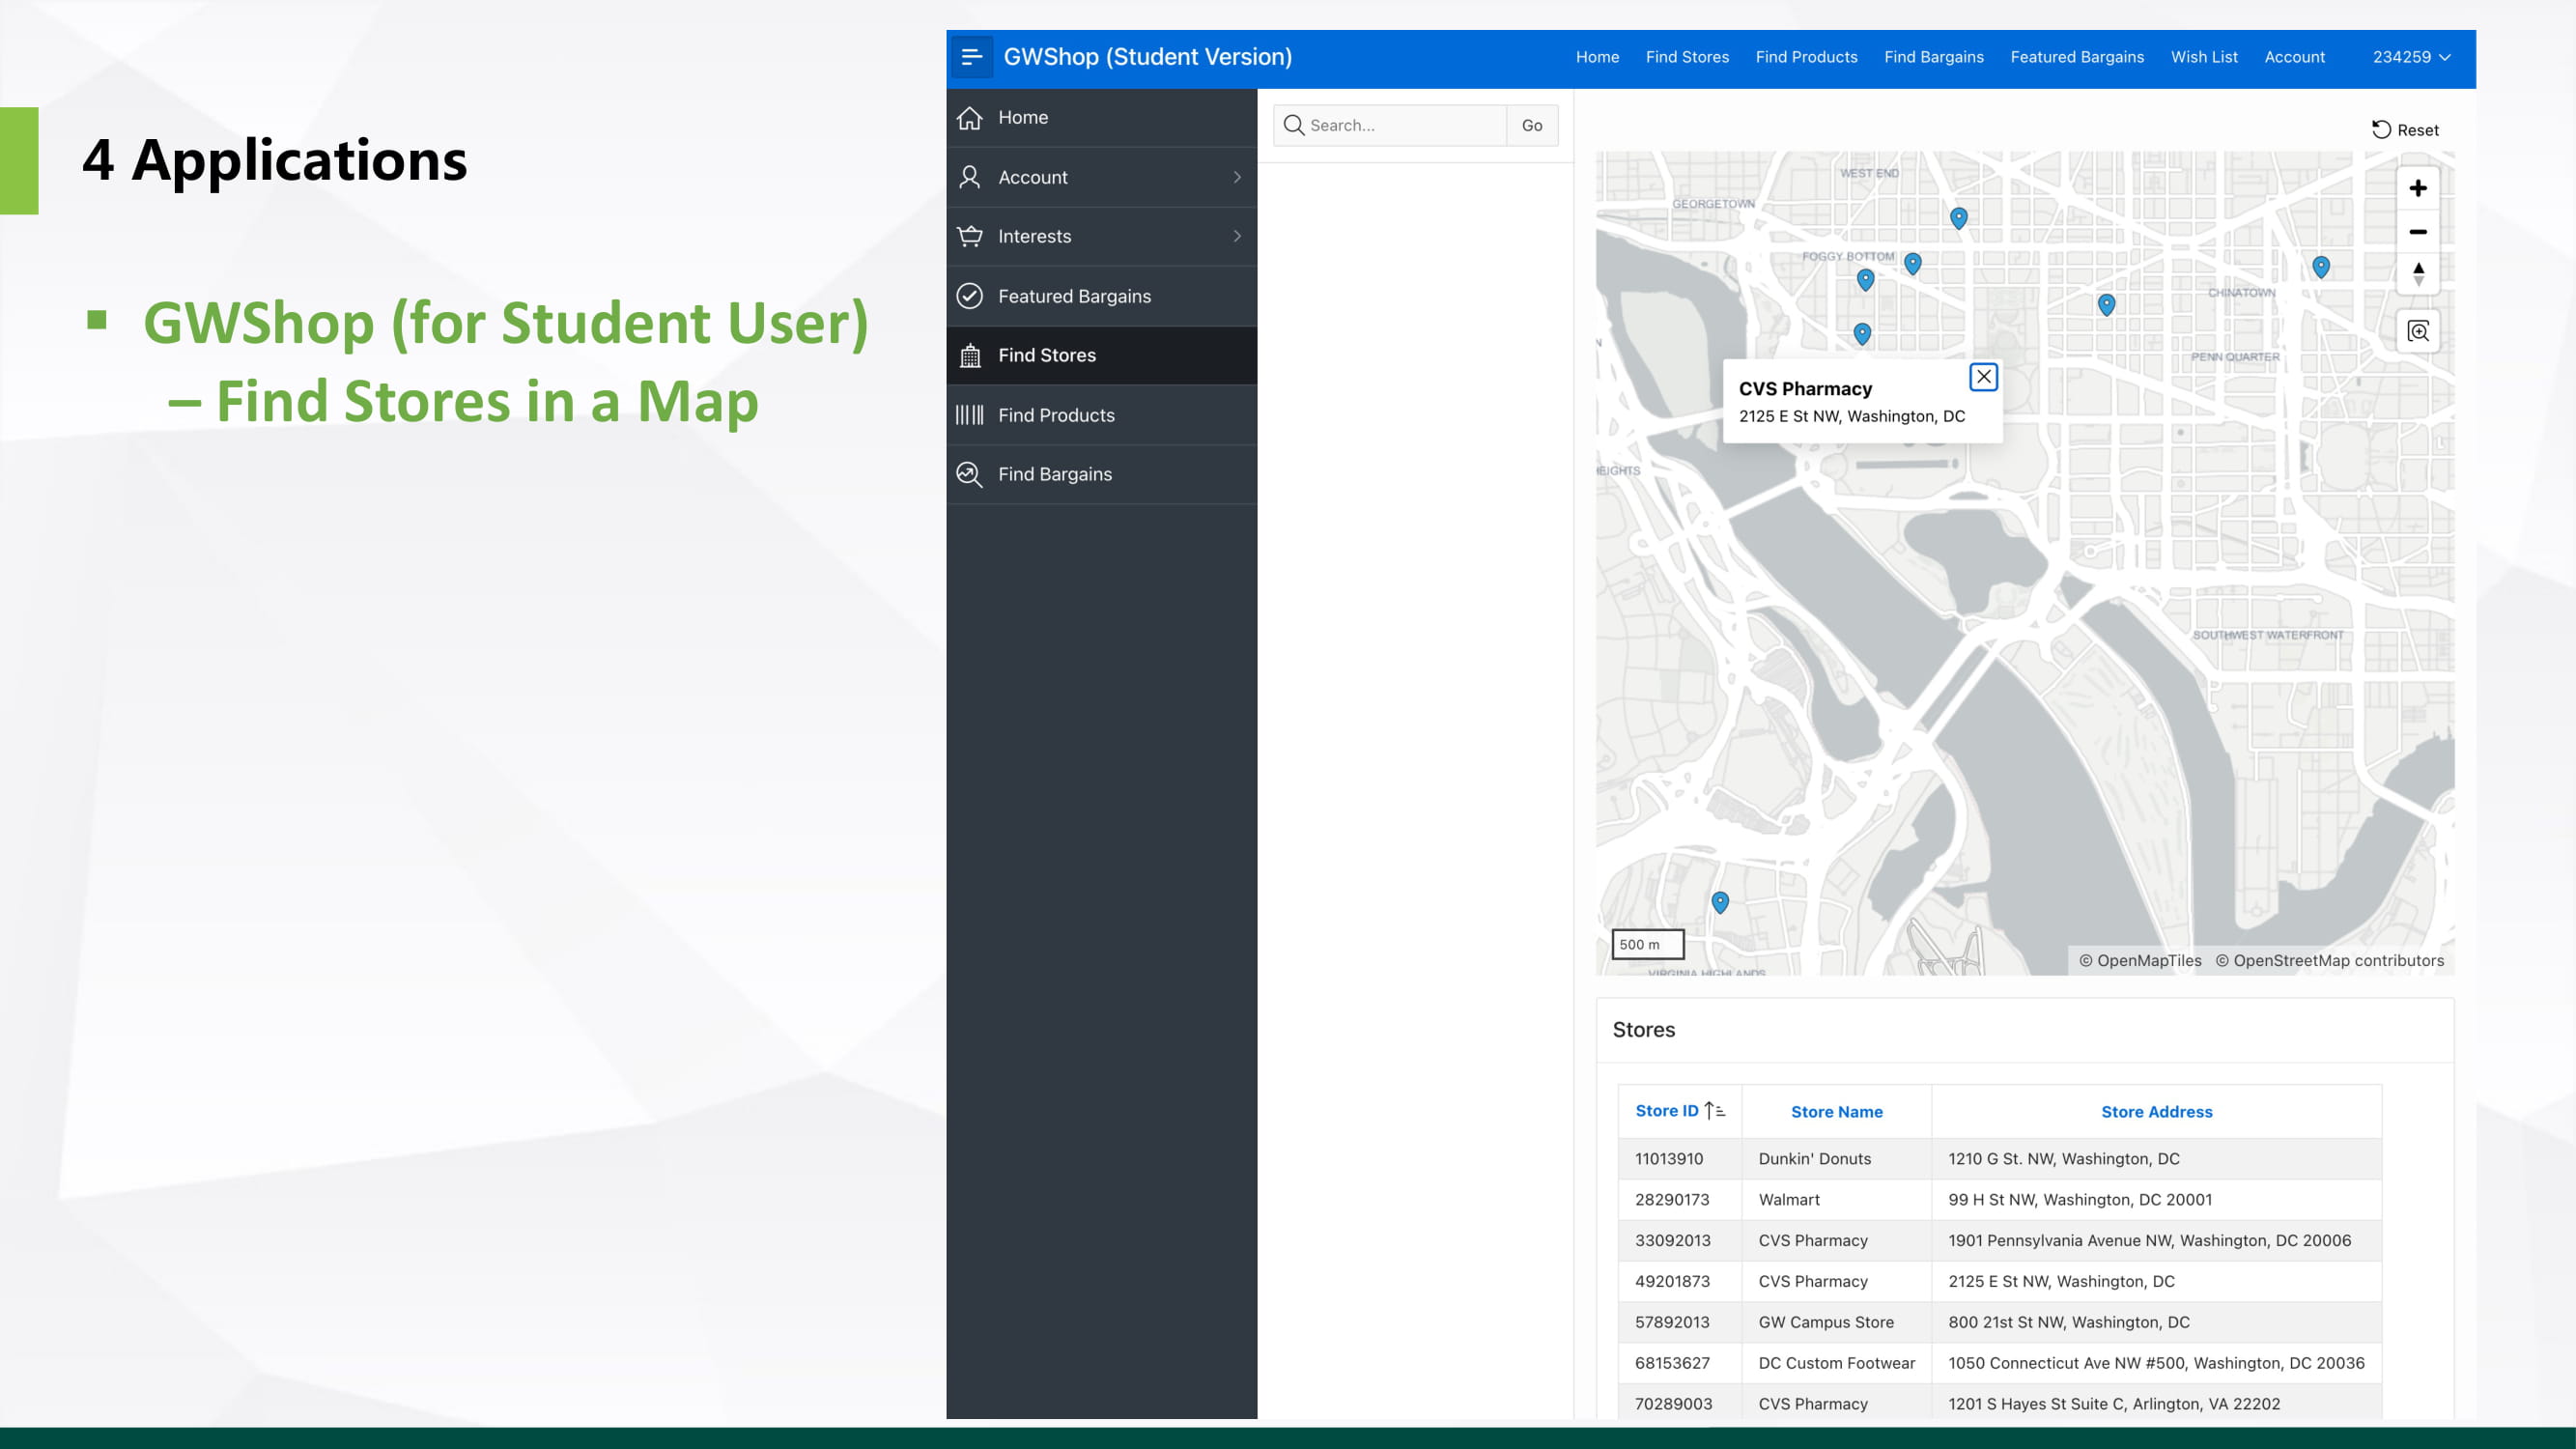 4 Applications
▪ GWShop (for Student User)
– Find Stores in a Map
GWShop (Student Version)
Home Find Stores Find Products Find Bargains Featured Bargains Wish List Account 234259
Home
Account
Interests
Featured Bargains
Find Stores
Find Products
Find Bargains
Search... Go
Reset
WEST END
GEORGETOWN
FOGGY BOTTOM
CHINATOWN
PENN QUARTER
CVS Pharmacy
2125 E St NW, Washington, DC
HEIGHTS
SOUTHWEST WATERFRONT
500 m
VIRGINIA HIGHLANDS
© OpenMapTiles © OpenStreetMap contributors
Stores
Store ID Store Name Store Address
11013910 Dunkin' Donuts 1210 G St. NW, Washington, DC
28290173 Walmart 99 H St NW, Washington, DC 20001
33092013 CVS Pharmacy 1901 Pennsylvania Avenue NW, Washington, DC 20006
49201873 CVS Pharmacy 2125 E St NW, Washington, DC
57892013 GW Campus Store 800 21st St NW, Washington, DC
68153627 DC Custom Footwear 1050 Connecticut Ave NW #500, Washington, DC 20036
70289003 CVS Pharmacy 1201 S Hayes St Suite C, Arlington, VA 22202